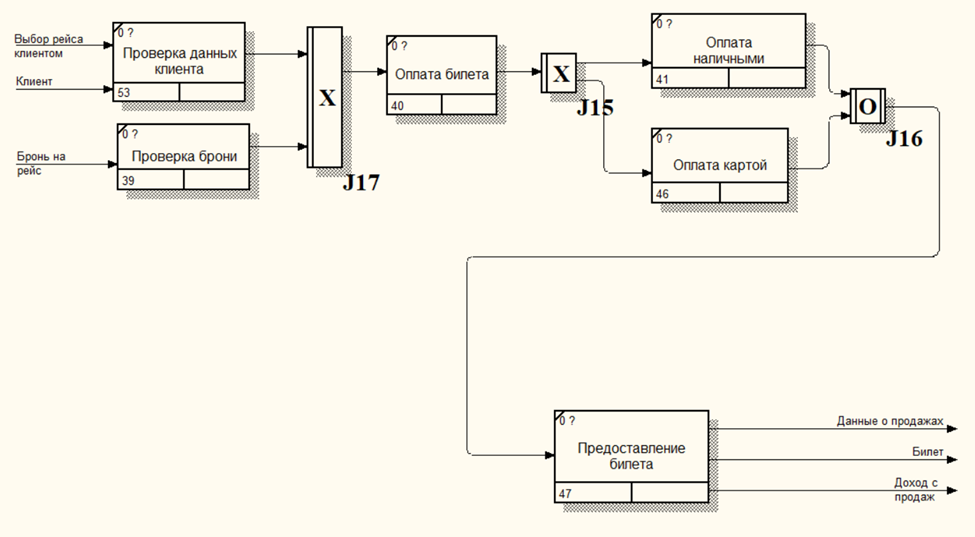 Выбор рейса
клиентом
Клиент
0 ?
Проверка данных
клиента
53
Бронь на
рейс
0 ?
Проверка брони
39
X
J17
0 ?
Оплата билета
40
X
J15
0 ?
Оплата
наличными
41
0 ?
Оплата картой
46
O
J16
0 ?
Предоставление
билета
47
Данные о продажах
Билет
Доход с
продаж